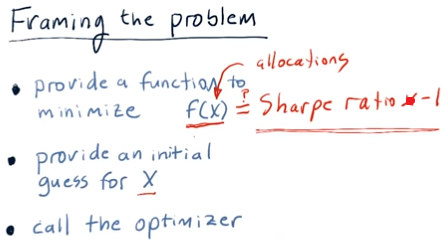 Framing the problem
allocations
• provide a function to
minimize f(X) ?= Sharpe ratio * -1
• provide an initial
guess for X
• call the optimizer